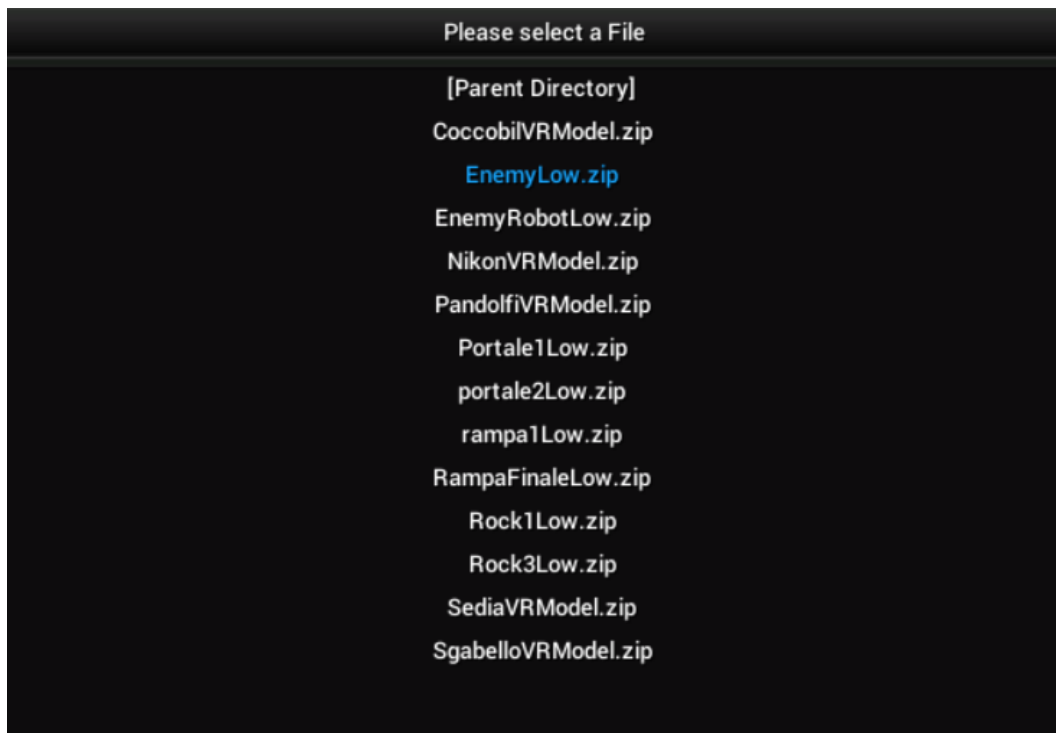 Please select a File
[Parent Directory]
CoccobilVRModel.zip
EnemyLow.zip
EnemyRobotLow.zip
NikonVRModel.zip
PandolfiVRModel.zip
Portale1Low.zip
portale2Low.zip
rampa1Low.zip
RampaFinaleLow.zip
Rock1Low.zip
Rock3Low.zip
SediaVRModel.zip
SgabelloVRModel.zip